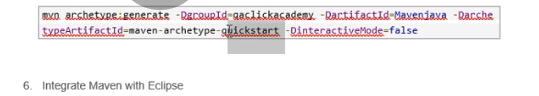 mvn archetype:generate -DgroupId=qaclickacademy -DartifactId=Mavenjava -Darche
typeArtifactId=maven-archetype-quickstart -DinteractiveMode=false
6. Integrate Maven with Eclipse